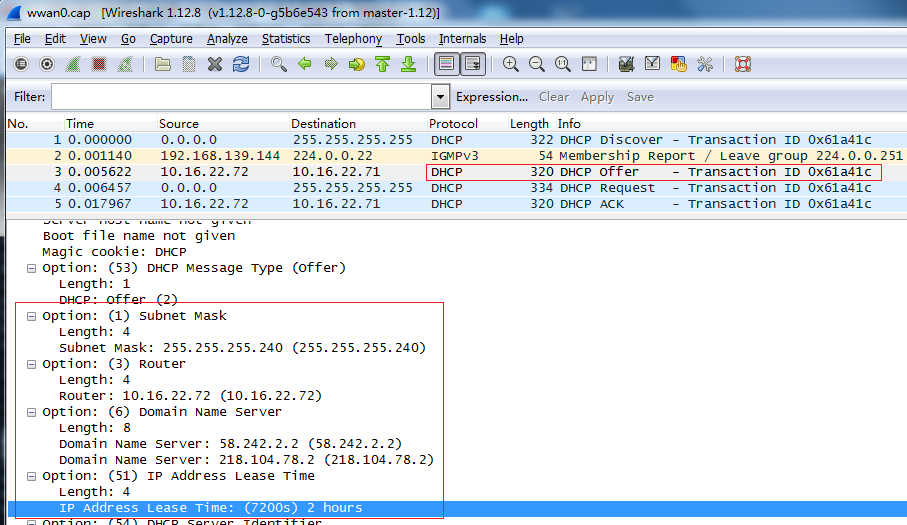 wwan0.cap [Wireshark 1.12.8 (v1.12.8-0-g5b6e543 from master-1.12)]
File Edit View Go Capture Analyze Statistics Telephony Tools Internals Help
Filter: Expression... Clear Apply Save
No. Time Source Destination Protocol Length Info
1 0.000000 0.0.0.0 255.255.255.255 DHCP 322 DHCP Discover - Transaction ID 0x61a41c
2 0.001140 192.168.139.144 224.0.0.22 IGMPv3 54 Membership Report / Leave group 224.0.0.251
3 0.005622 10.16.22.72 10.16.22.71 DHCP 320 DHCP Offer - Transaction ID 0x61a41c
4 0.006457 0.0.0.0 255.255.255.255 DHCP 334 DHCP Request - Transaction ID 0x61a41c
5 0.017967 10.16.22.72 10.16.22.71 DHCP 320 DHCP ACK - Transaction ID 0x61a41c
Server host name not given
Boot file name not given
Magic cookie: DHCP
Option: (53) DHCP Message Type (Offer)
Length: 1
DHCP: Offer (2)
Option: (1) Subnet Mask
Length: 4
Subnet Mask: 255.255.255.240 (255.255.255.240)
Option: (3) Router
Length: 4
Router: 10.16.22.72 (10.16.22.72)
Option: (6) Domain Name Server
Length: 8
Domain Name Server: 58.242.2.2 (58.242.2.2)
Domain Name Server: 218.104.78.2 (218.104.78.2)
Option: (51) IP Address Lease Time
Length: 4
IP Address Lease Time: (7200s) 2 hours
Option: (54) DHCP Server Identifier